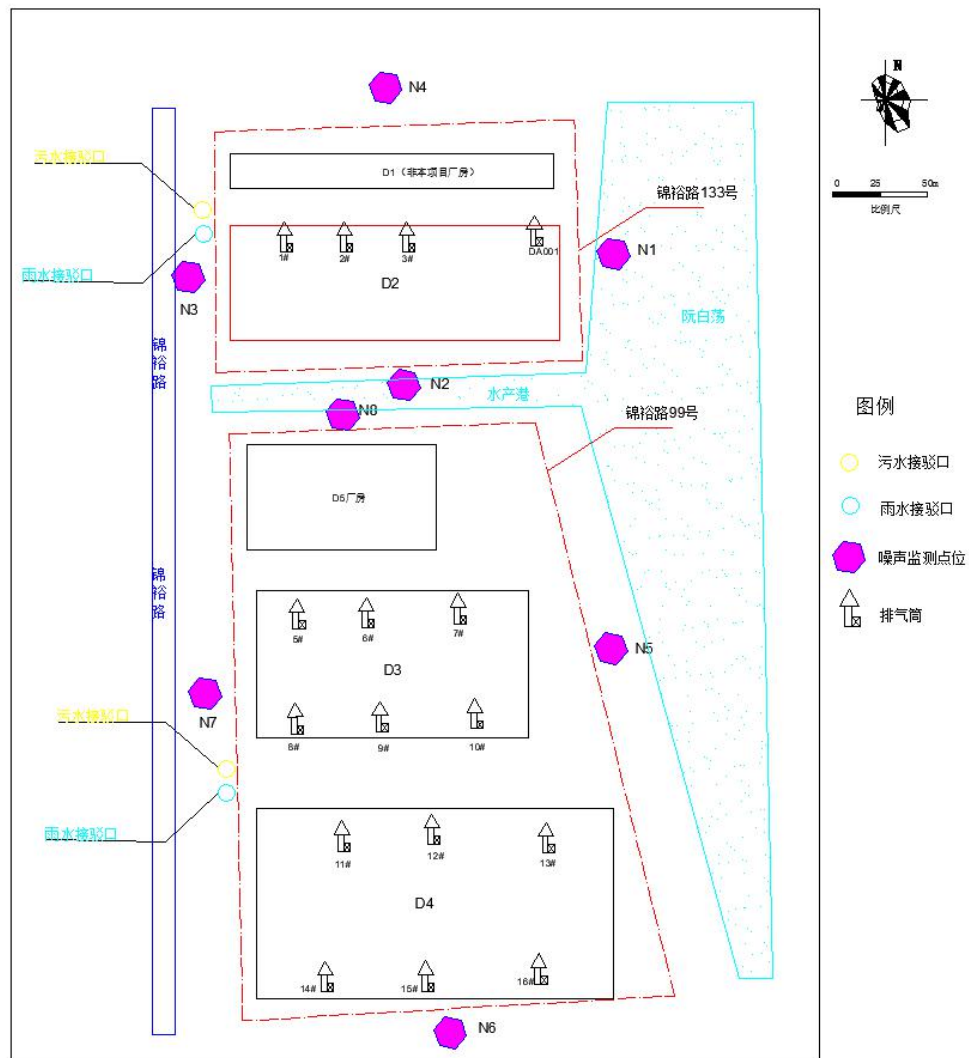 N4
N
污水接驳口
D1（非本项目厂房）
0 25 50m
比例尺
锦裕路133号
1#
2#
3#
DA001
N1
雨水接驳口
D2
N3
阮白荡
锦裕路
N2
水产港
N8
锦裕路99号
图例
污水接驳口
D5厂房
雨水接驳口
噪声监测点位
锦裕路
5#
6#
7#
排气筒
N5
D3
N7
污水接驳口
8#
9#
10#
雨水接驳口
11#
12#
13#
D4
14#
15#
16#
N6